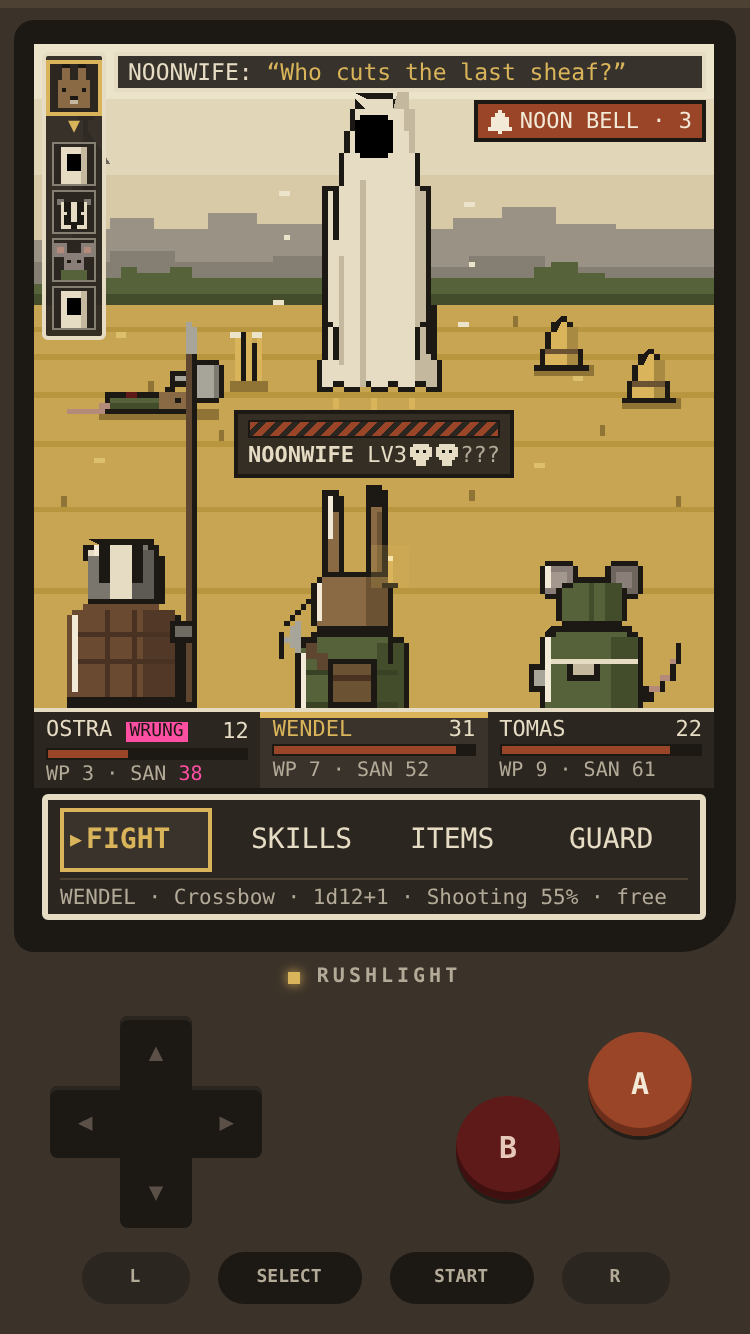 NOONWIFE: “Who cuts the last sheaf?”
NOON BELL · 3
NOONWIFE LV3 ???
OSTRA WRUNG 12
WP 3 · SAN 38
WENDEL 31
WP 7 · SAN 52
TOMAS 22
WP 9 · SAN 61
▶FIGHT SKILLS ITEMS GUARD
WENDEL · Crossbow · 1d12+1 · Shooting 55% · free
RUSHLIGHT
A
B
L SELECT START R